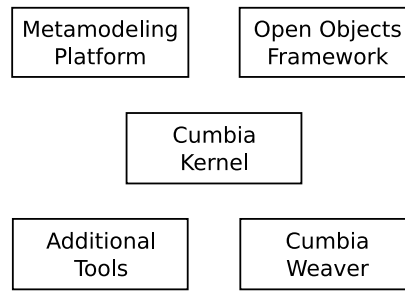 Metamodeling
Platform
Open Objects
Framework
Cumbia
Kernel
Additional
Tools
Cumbia
Weaver